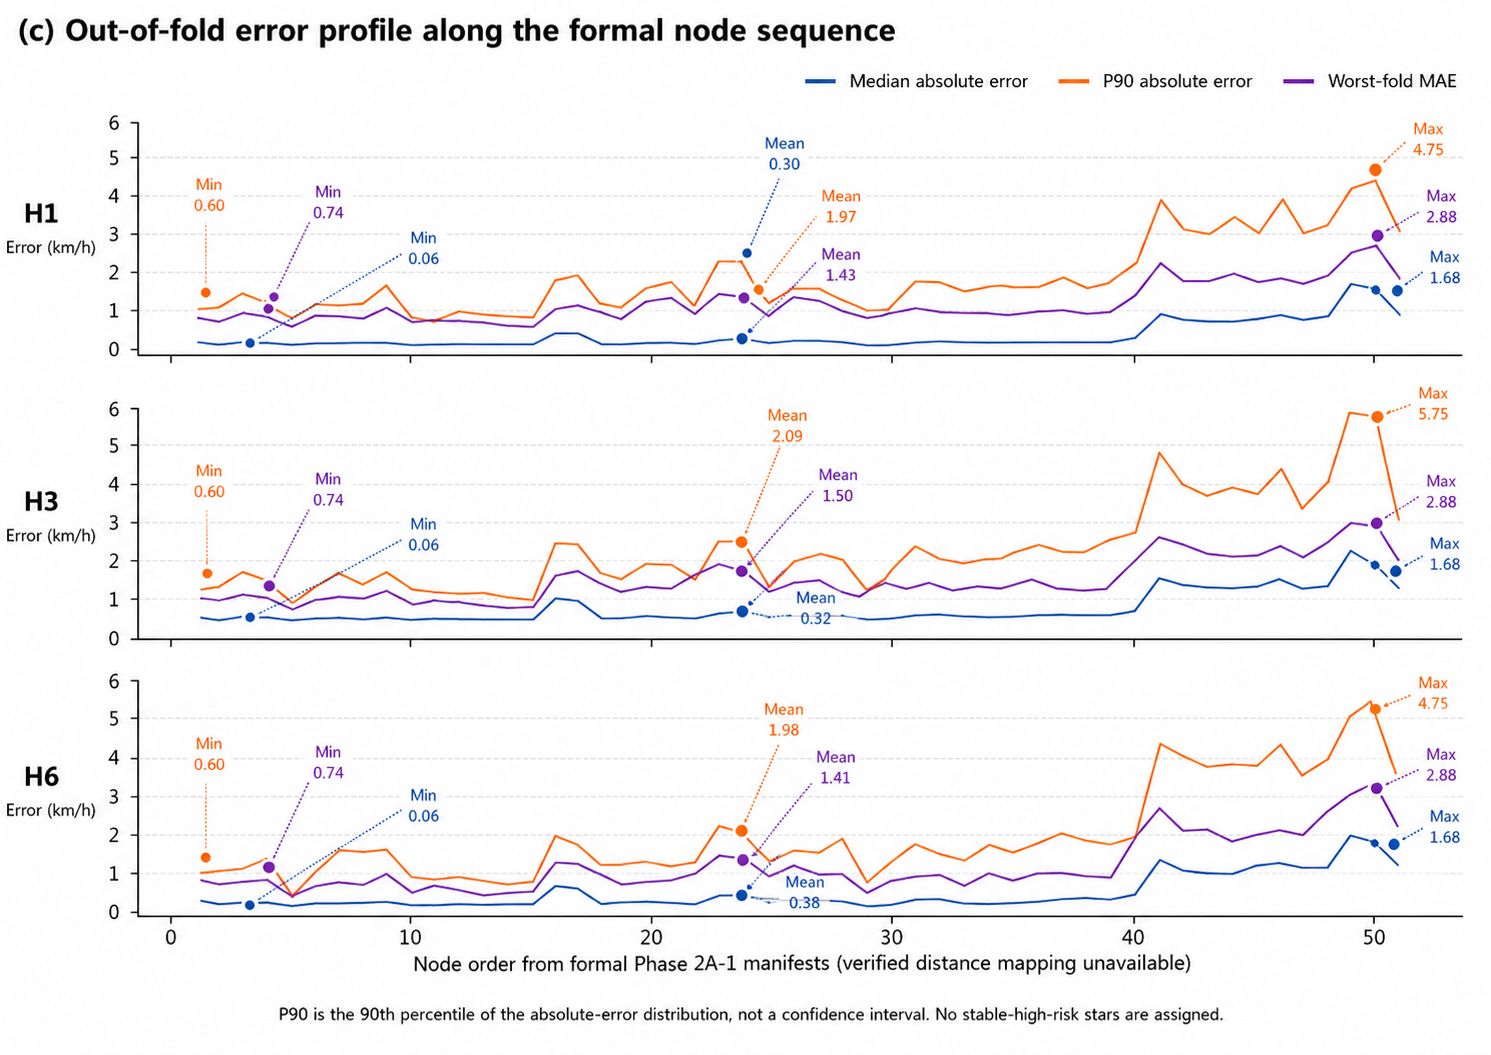 (c) Out-of-fold error profile along the formal node sequence
Median absolute error
P90 absolute error
Worst-fold MAE
H1
Error (km/h)
6
5
4
3
2
1
0
Min
0.60
Min
0.74
Min
0.06
Mean
0.30
Mean
1.97
Mean
1.43
Max
4.75
Max
2.88
Max
1.68
H3
Error (km/h)
6
5
4
3
2
1
0
Min
0.60
Min
0.74
Min
0.06
Mean
2.09
Mean
1.50
Mean
0.32
Max
5.75
Max
2.88
Max
1.68
H6
Error (km/h)
6
5
4
3
2
1
0
Min
0.60
Min
0.74
Min
0.06
Mean
1.98
Mean
1.41
Mean
0.38
Max
4.75
Max
2.88
Max
1.68
0
10
20
30
40
50
Node order from formal Phase 2A-1 manifests (verified distance mapping unavailable)
P90 is the 90th percentile of the absolute-error distribution, not a confidence interval. No stable-high-risk stars are assigned.